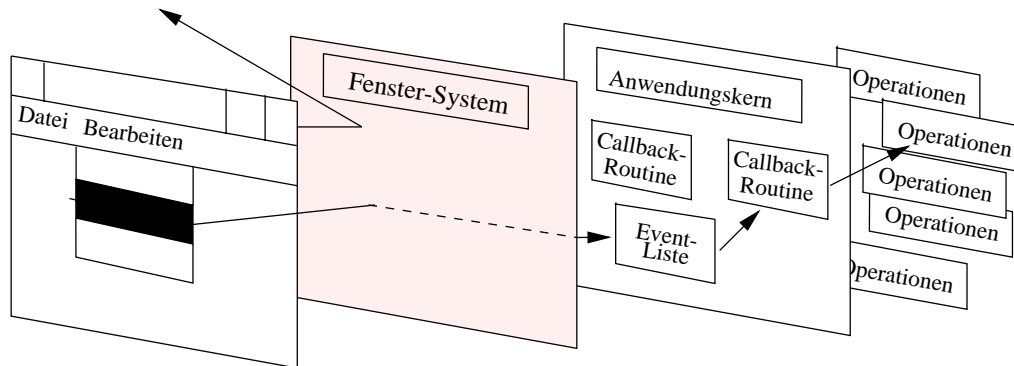 Datei Bearbeiten
Fenster-System
Anwendungskern
Callback-
Routine
Callback-
Routine
Event-
Liste
Operationen
Operationen
Operationen
Operationen
Operationen